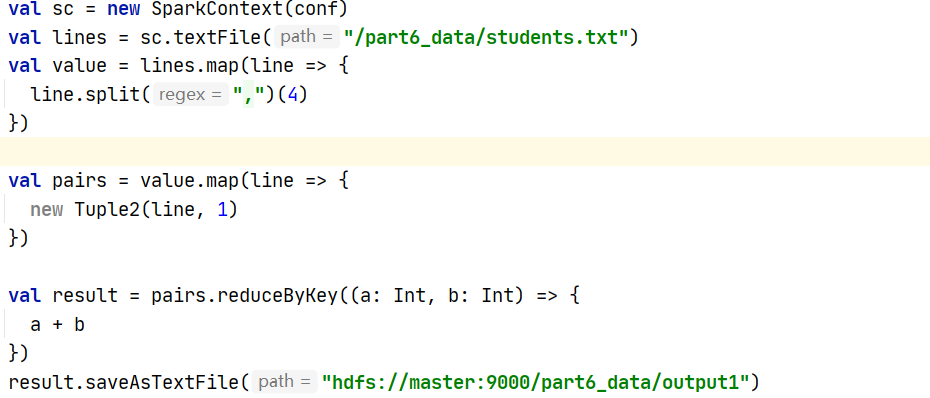 val sc = new SparkContext(conf)
val lines = sc.textFile( path = "/part6_data/students.txt")
val value = lines.map(line => {
line.split( regex = ",")(4)
})
val pairs = value.map(line => {
new Tuple2(line, 1)
})
val result = pairs.reduceByKey((a: Int, b: Int) => {
a + b
})
result.saveAsTextFile( path = "hdfs://master:9000/part6_data/output1")